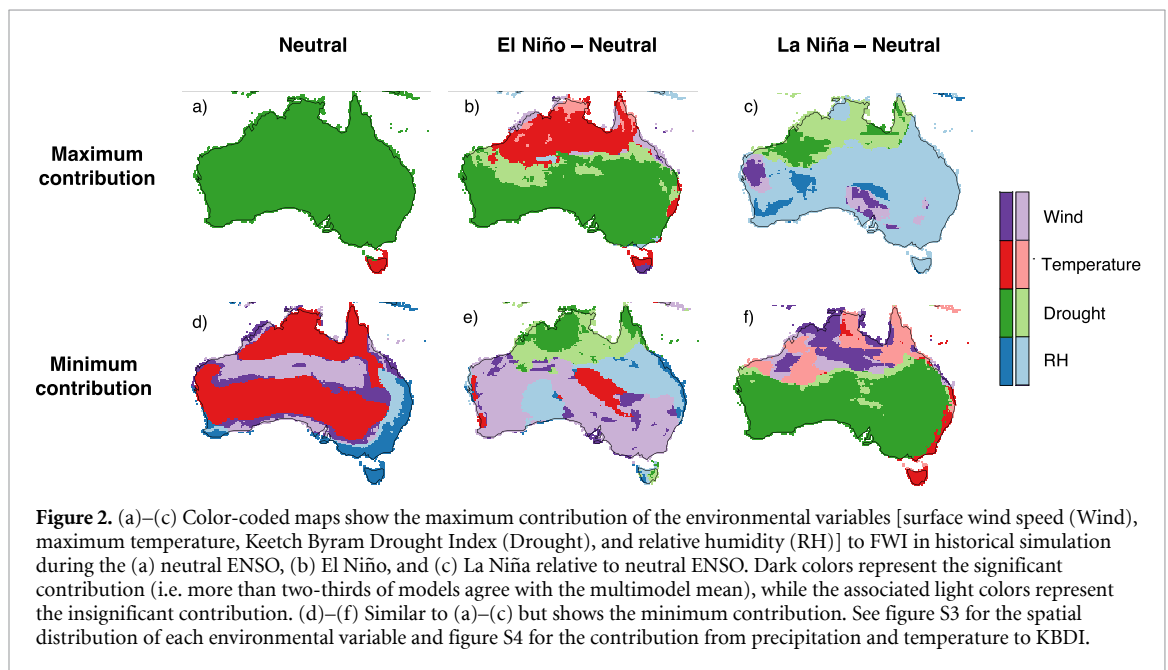 Neutral
El Niño – Neutral
La Niña – Neutral
Maximum
contribution
a)
b)
c)
Wind
Temperature
Drought
RH
Minimum
contribution
d)
e)
f)
Figure 2. (a)–(c) Color-coded maps show the maximum contribution of the environmental variables [surface wind speed (Wind),
maximum temperature, Keetch Byram Drought Index (Drought), and relative humidity (RH)] to FWI in historical simulation
during the (a) neutral ENSO, (b) El Niño, and (c) La Niña relative to neutral ENSO. Dark colors represent the significant
contribution (i.e. more than two-thirds of models agree with the multimodel mean), while the associated light colors represent
the insignificant contribution. (d)–(f) Similar to (a)–(c) but shows the minimum contribution. See figure S3 for the spatial
distribution of each environmental variable and figure S4 for the contribution from precipitation and temperature to KBDI.